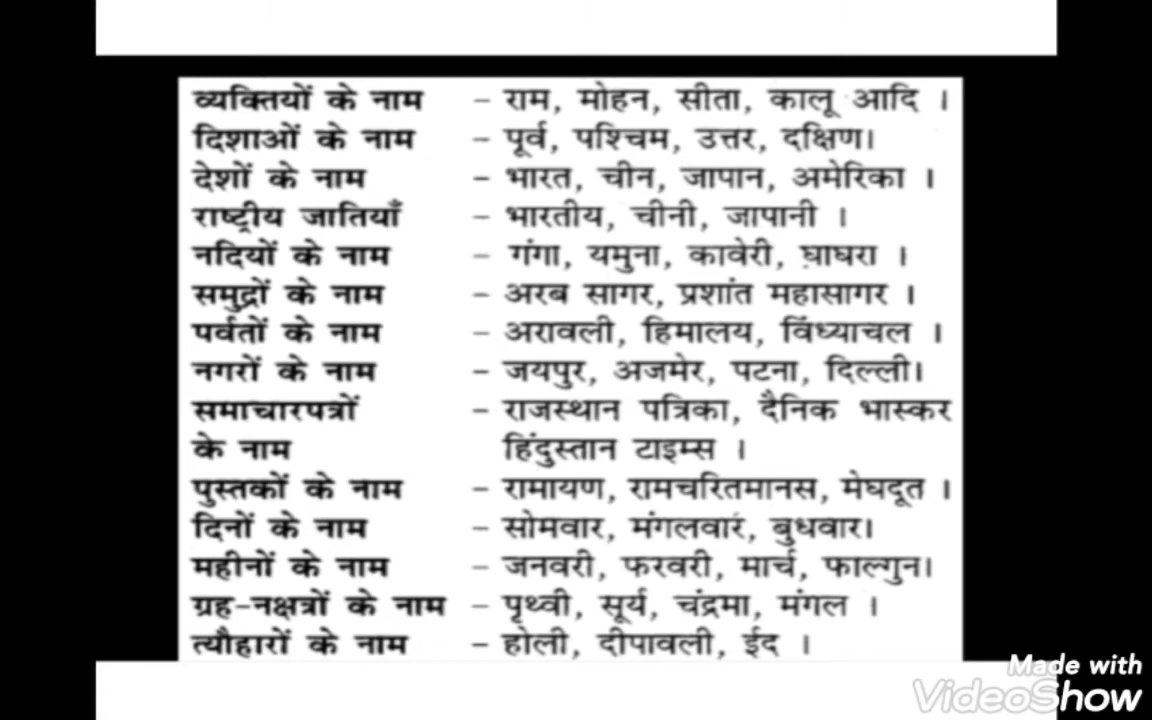 व्यक्तियों के नाम - राम, मोहन, सीता, कालू आदि ।
दिशाओं के नाम - पूर्व, पश्चिम, उत्तर, दक्षिण।
देशों के नाम - भारत, चीन, जापान, अमेरिका ।
राष्ट्रीय जातियाँ - भारतीय, चीनी, जापानी ।
नदियों के नाम - गंगा, यमुना, कावेरी, घाघरा ।
समुद्रों के नाम - अरब सागर, प्रशांत महासागर ।
पर्वतों के नाम - अरावली, हिमालय, विंध्याचल ।
नगरों के नाम - जयपुर, अजमेर, पटना, दिल्ली।
समाचारपत्रों - राजस्थान पत्रिका, दैनिक भास्कर
के नाम हिंदुस्तान टाइम्स ।
पुस्तकों के नाम - रामायण, रामचरितमानस, मेघदूत ।
दिनों के नाम - सोमवार, मंगलवार, बुधवार।
महीनों के नाम - जनवरी, फरवरी, मार्च, फाल्गुन।
ग्रह-नक्षत्रों के नाम - पृथ्वी, सूर्य, चंद्रमा, मंगल ।
त्यौहारों के नाम - होली, दीपावली, ईद ।
Made with
VideoShow